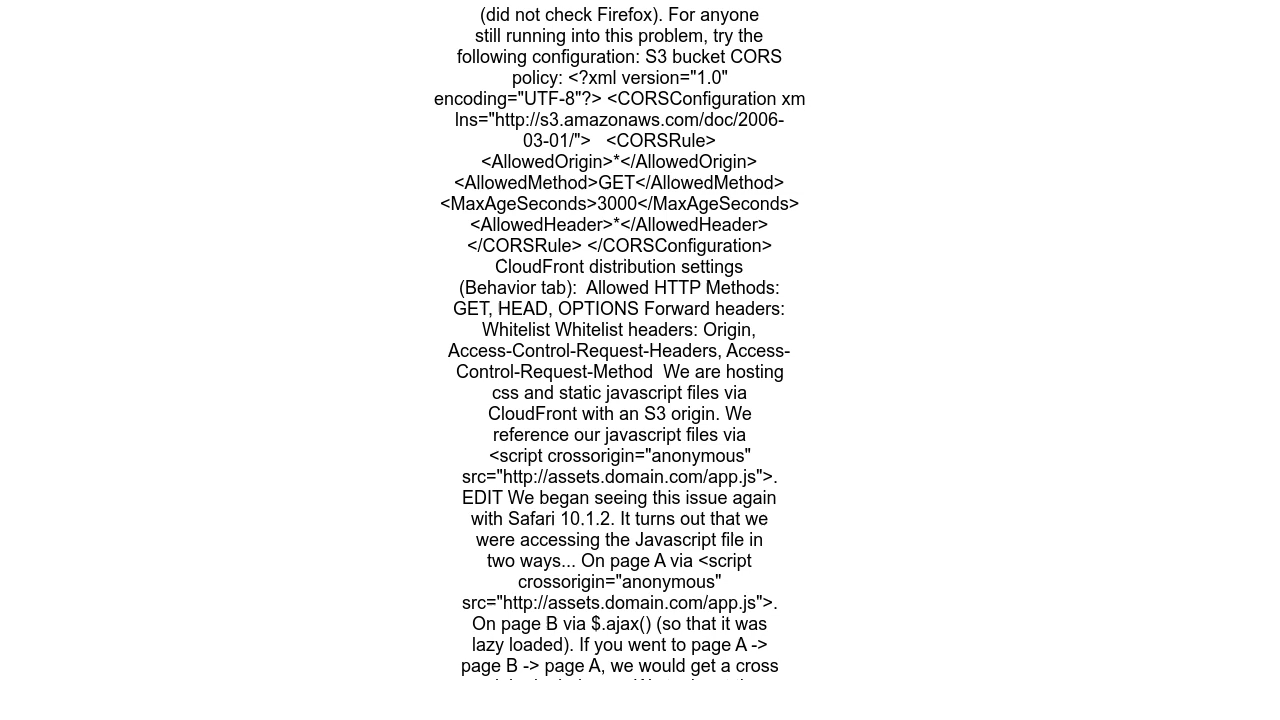 (did not check Firefox). For anyone
still running into this problem, try the
following configuration: S3 bucket CORS
policy: <?xml version="1.0"
encoding="UTF-8"?> <CORSConfiguration xm
lns="http://s3.amazonaws.com/doc/2006-
03-01/">   <CORSRule>
<AllowedOrigin>*</AllowedOrigin>
<AllowedMethod>GET</AllowedMethod>
<MaxAgeSeconds>3000</MaxAgeSeconds>
<AllowedHeader>*</AllowedHeader>
</CORSRule> </CORSConfiguration>
CloudFront distribution settings
(Behavior tab):  Allowed HTTP Methods:
GET, HEAD, OPTIONS Forward headers:
Whitelist Whitelist headers: Origin,
Access-Control-Request-Headers, Access-
Control-Request-Method  We are hosting
css and static javascript files via
CloudFront with an S3 origin. We
reference our javascript files via
<script crossorigin="anonymous"
src="http://assets.domain.com/app.js">.
EDIT We began seeing this issue again
with Safari 10.1.2. It turns out that we
were accessing the Javascript file in
two ways... On page A via <script
crossorigin="anonymous"
src="http://assets.domain.com/app.js">.
On page B via $.ajax() (so that it was
lazy loaded). If you went to page A ->
page B -> page A, we would get a cross